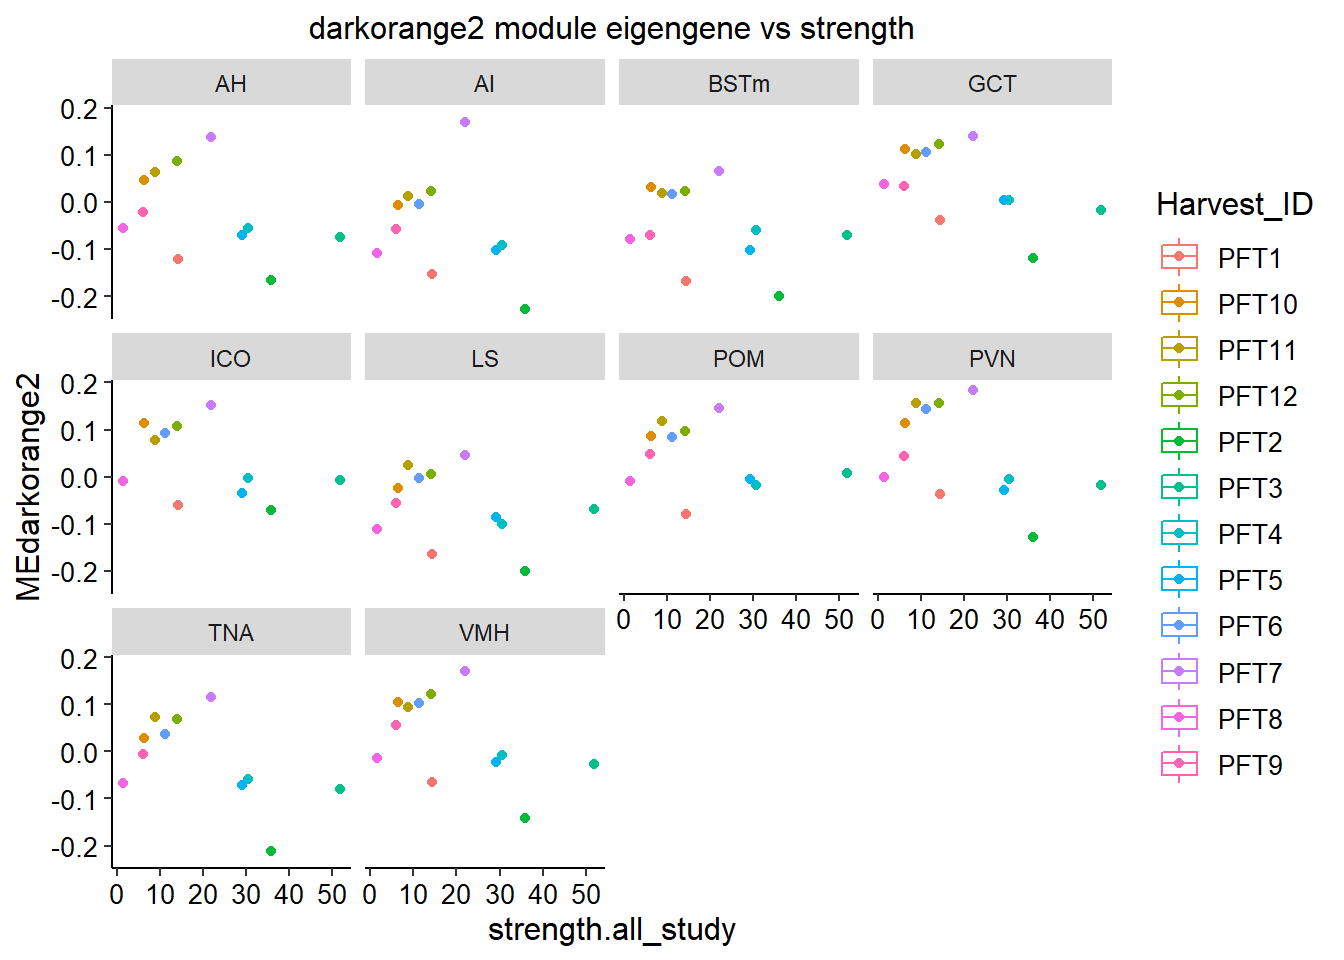 darkorange2 module eigengene vs strength
AH AI BSTm GCT
0.2
0.1
0.0
-0.1
-0.2
ICO LS POM PVN
0.2
0.1
0.0
-0.1
-0.2
0 10 20 30 40 50 0 10 20 30 40 50
TNA VMH
0.2
0.1
0.0
-0.1
-0.2
0 10 20 30 40 50 0 10 20 30 40 50
strength.all_study
MEdarkorange2
Harvest_ID
PFT1
PFT10
PFT11
PFT12
PFT2
PFT3
PFT4
PFT5
PFT6
PFT7
PFT8
PFT9